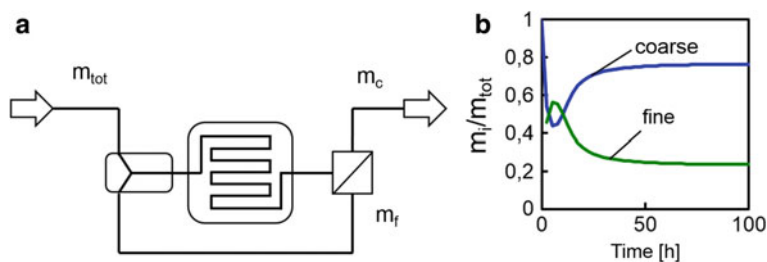 a
m_tot
m_c
m_f
b
m_i/m_tot
1
0,8
0,6
0,4
0,2
0
coarse
fine
0 50 100
Time [h]